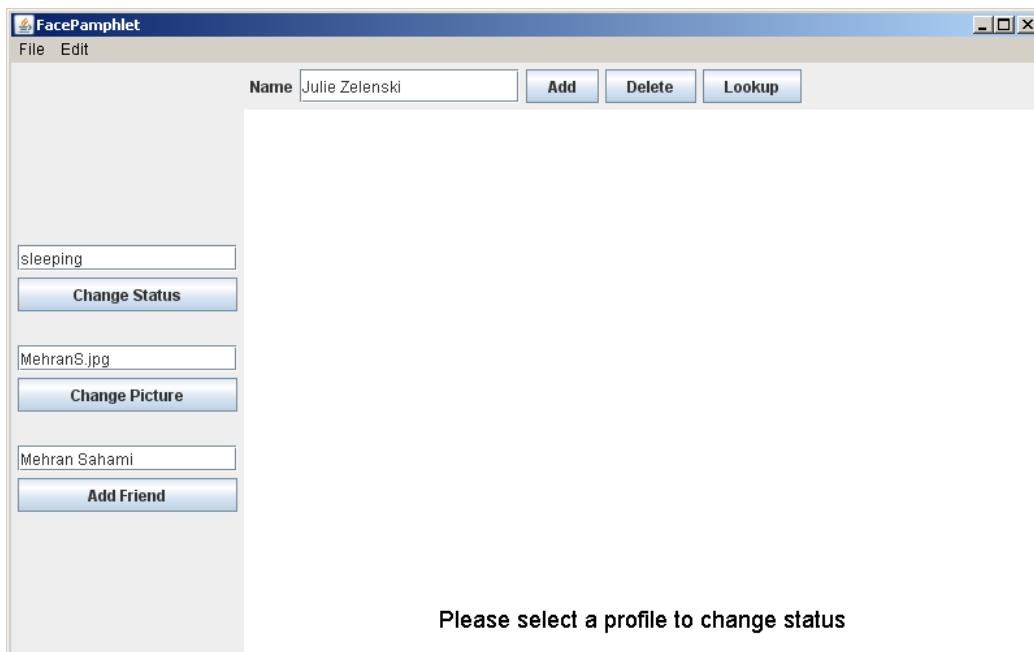 FacePamphlet
File Edit
Name Julie Zelenski Add Delete Lookup
sleeping
Change Status
MehranS.jpg
Change Picture
Mehran Sahami
Add Friend
Please select a profile to change status